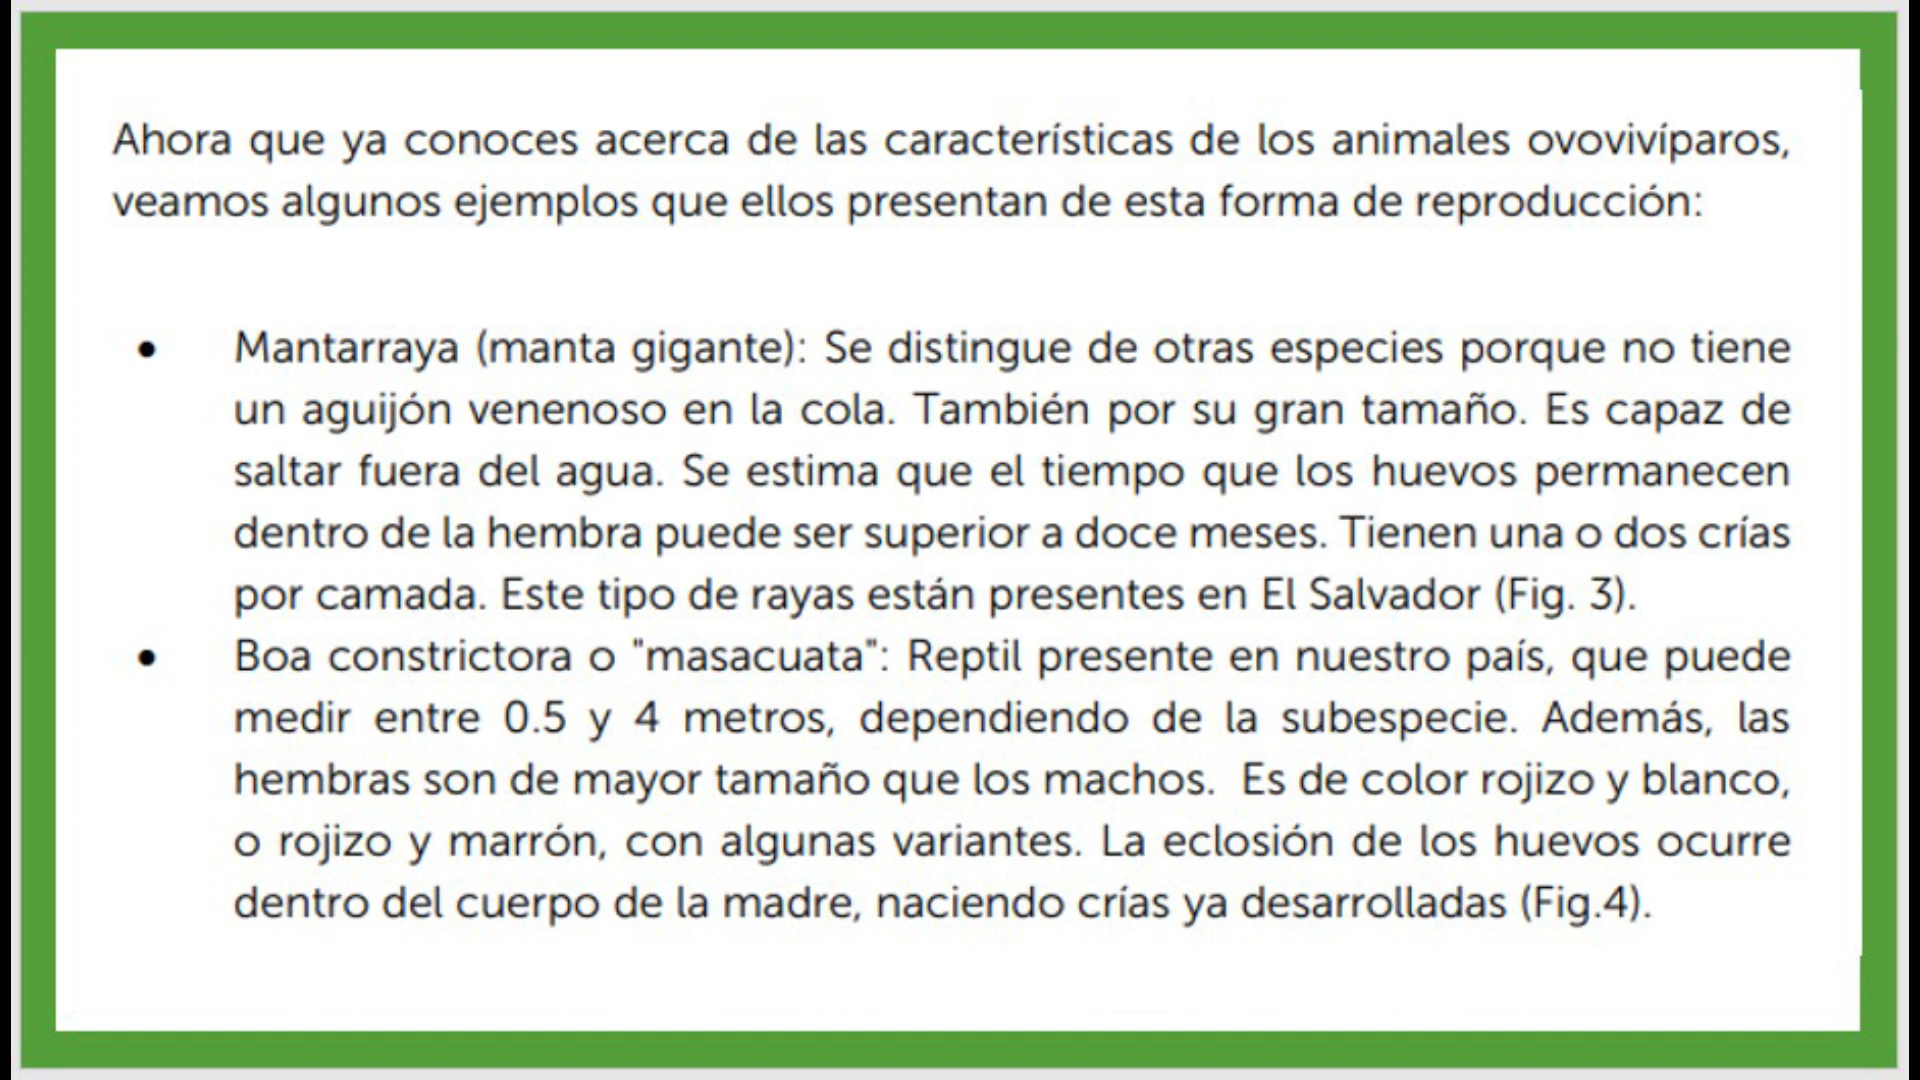 Ahora que ya conoces acerca de las características de los animales ovovivíparos,
veamos algunos ejemplos que ellos presentan de esta forma de reproducción:
• Mantarraya (manta gigante): Se distingue de otras especies porque no tiene
un aguijón venenoso en la cola. También por su gran tamaño. Es capaz de
saltar fuera del agua. Se estima que el tiempo que los huevos permanecen
dentro de la hembra puede ser superior a doce meses. Tienen una o dos crías
por camada. Este tipo de rayas están presentes en El Salvador (Fig. 3).
• Boa constrictora o "masacuata": Reptil presente en nuestro país, que puede
medir entre 0.5 y 4 metros, dependiendo de la subespecie. Además, las
hembras son de mayor tamaño que los machos. Es de color rojizo y blanco,
o rojizo y marrón, con algunas variantes. La eclosión de los huevos ocurre
dentro del cuerpo de la madre, naciendo crías ya desarrolladas (Fig.4).